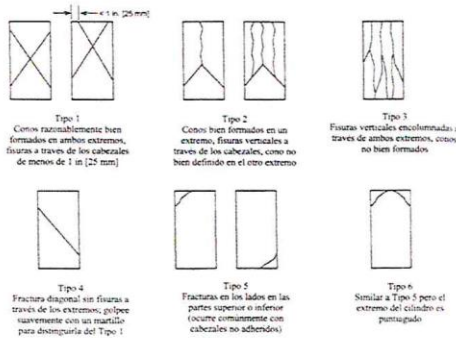 < 1 in. [25 mm]
Tipo 1
Conos razonablemente bien
formados en ambos extremos,
fisuras a través de los cabezales
de menos de 1 in [25 mm]
Tipo 2
Conos bien formados en un
extremo, fisuras verticales a
través de los cabezales, cono no
bien definido en el otro extremo
Tipo 3
Fisuras verticales encolumnadas a
través de ambos extremos, conos
no bien formados
Tipo 4
Fractura diagonal sin fisuras a
través de los extremos; golpee
suavemente con un martillo
para distinguirla del Tipo 1
Tipo 5
Fracturas en los lados en las
partes superior o inferior
(ocurre comúnmente con
cabezales no adheridos)
Tipo 6
Similar a Tipo 5 pero el
extremo del cilindro es
puntiagudo